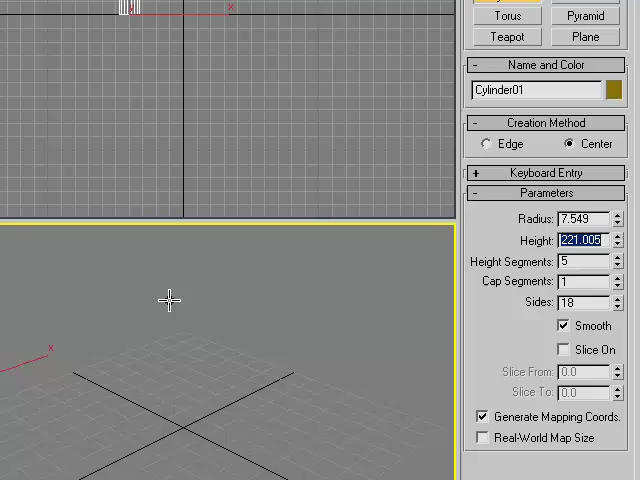 x
Torus Pyramid
Teapot Plane
- Name and Color
Cylinder01
- Creation Method
Edge Center
+ Keyboard Entry
- Parameters
Radius: 7.549
Height: 221.005
Height Segments: 5
Cap Segments: 1
Sides: 18
Smooth
Slice On
Slice From: 0.0
Slice To: 0.0
Generate Mapping Coords.
Real-World Map Size
x